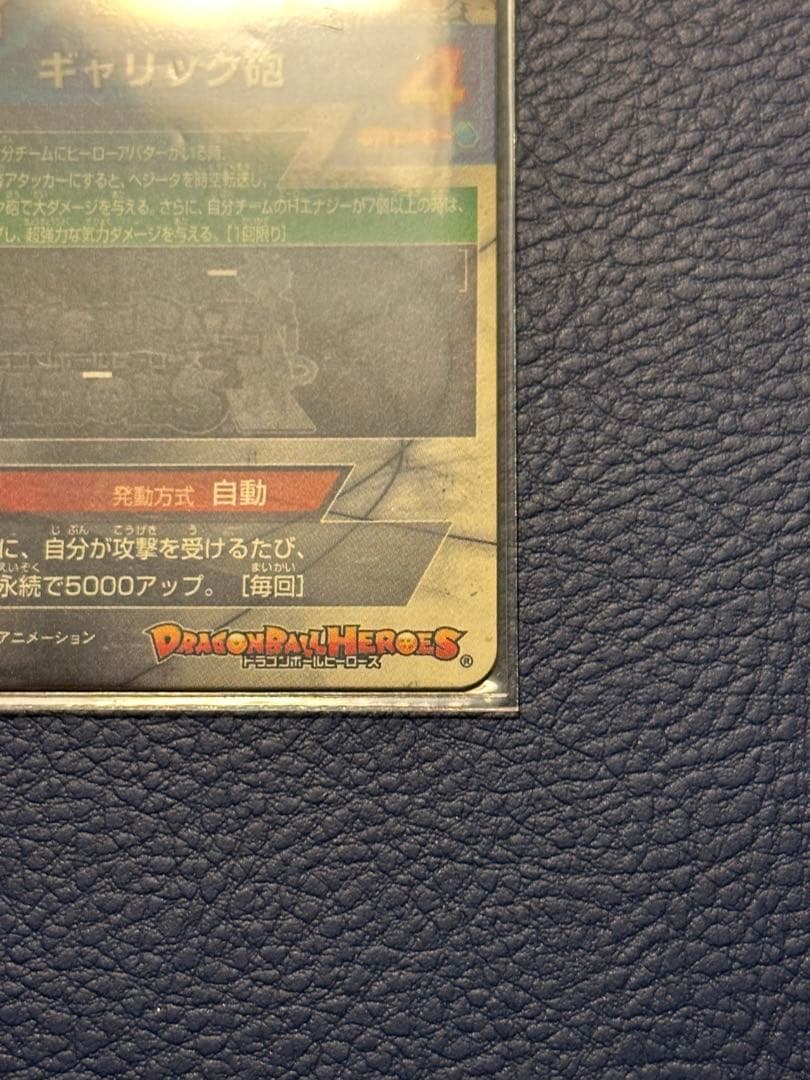 ギャリック砲
4
分チームにヒーローアバターがいる時、
アタッカーにすると、ベジータを時空転送し、
砲で大ダメージを与える。さらに、自分チームのHエナジーが7個以上の時は、
し、超強力な気力ダメージを与える。［1回限り］
ー
］
ー
発動方式 自動
に、自分が攻撃を受けるたび、
永続で5000アップ。［毎回］
アニメーション
DRAGONBALL HEROES
ドラゴンボールヒーローズ ®